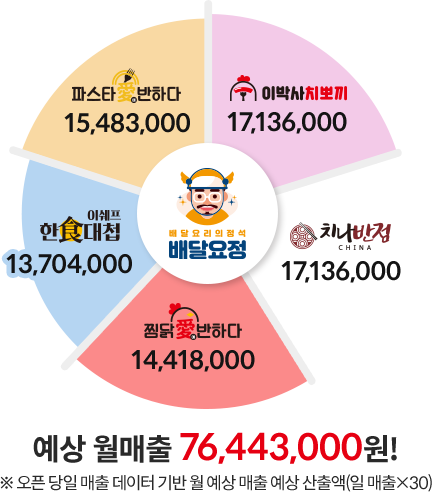 파스타愛반하다
15,483,000
이박사치뽀끼
17,136,000
이쉐프
한食대첩
13,704,000
배달요리의정석
배달요정
치나반점
CHINA
17,136,000
찜닭愛반하다
14,418,000
예상 월매출 76,443,000원!
※ 오픈 당일 매출 데이터 기반 월 예상 매출 예상 산출액(일 매출×30)